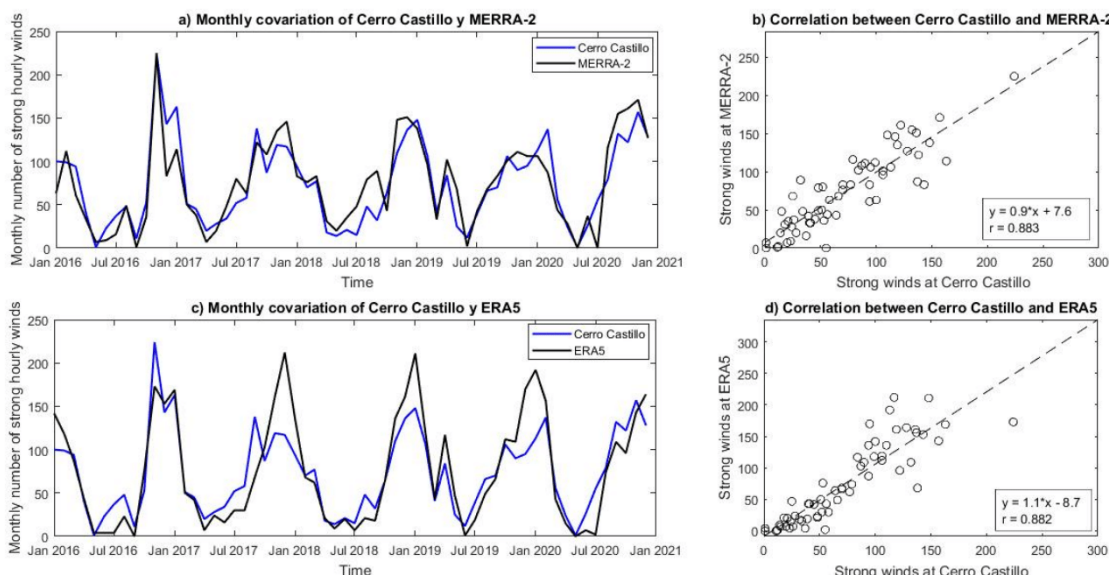 a) Monthly covariation of Cerro Castillo y MERRA-2
Monthly number of strong hourly winds
250
200
150
100
50
0
Cerro Castillo
MERRA-2
Jan 2016 Jul 2016 Jan 2017 Jul 2017 Jan 2018 Jul 2018 Jan 2019 Jul 2019 Jan 2020 Jul 2020 Jan 2021
Time
b) Correlation between Cerro Castillo and MERRA-2
Strong winds at MERRA-2
250
200
150
100
50
0
y = 0.9*x + 7.6
r = 0.883
0 50 100 150 200 250 300
Strong winds at Cerro Castillo
c) Monthly covariation of Cerro Castillo y ERA5
Monthly number of strong hourly winds
250
200
150
100
50
0
Cerro Castillo
ERA5
Jan 2016 Jul 2016 Jan 2017 Jul 2017 Jan 2018 Jul 2018 Jan 2019 Jul 2019 Jan 2020 Jul 2020 Jan 2021
Time
d) Correlation between Cerro Castillo and ERA5
Strong winds at ERA5
300
250
200
150
100
50
0
y = 1.1*x - 8.7
r = 0.882
0 50 100 150 200 250 300
Strong winds at Cerro Castillo